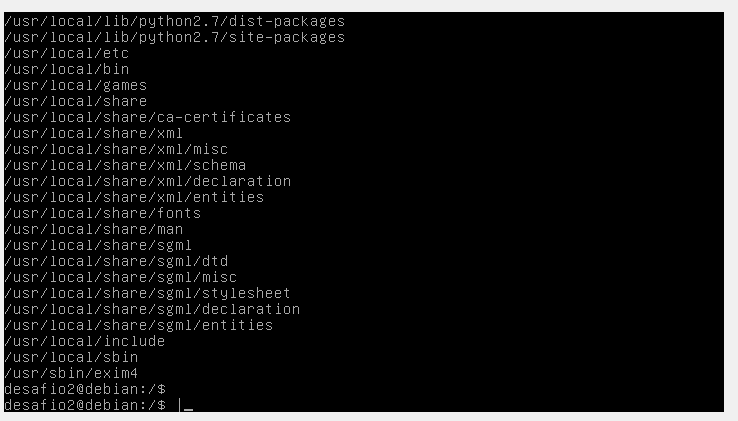 /usr/local/lib/python2.7/dist-packages
/usr/local/lib/python2.7/site-packages
/usr/local/etc
/usr/local/bin
/usr/local/games
/usr/local/share
/usr/local/share/ca-certificates
/usr/local/share/xml
/usr/local/share/xml/misc
/usr/local/share/xml/schema
/usr/local/share/xml/declaration
/usr/local/share/xml/entities
/usr/local/share/fonts
/usr/local/share/man
/usr/local/share/sgml
/usr/local/share/sgml/dtd
/usr/local/share/sgml/misc
/usr/local/share/sgml/stylesheet
/usr/local/share/sgml/declaration
/usr/local/share/sgml/entities
/usr/local/include
/usr/local/sbin
/usr/sbin/exim4
desafio2@debian:/$
desafio2@debian:/$ |_